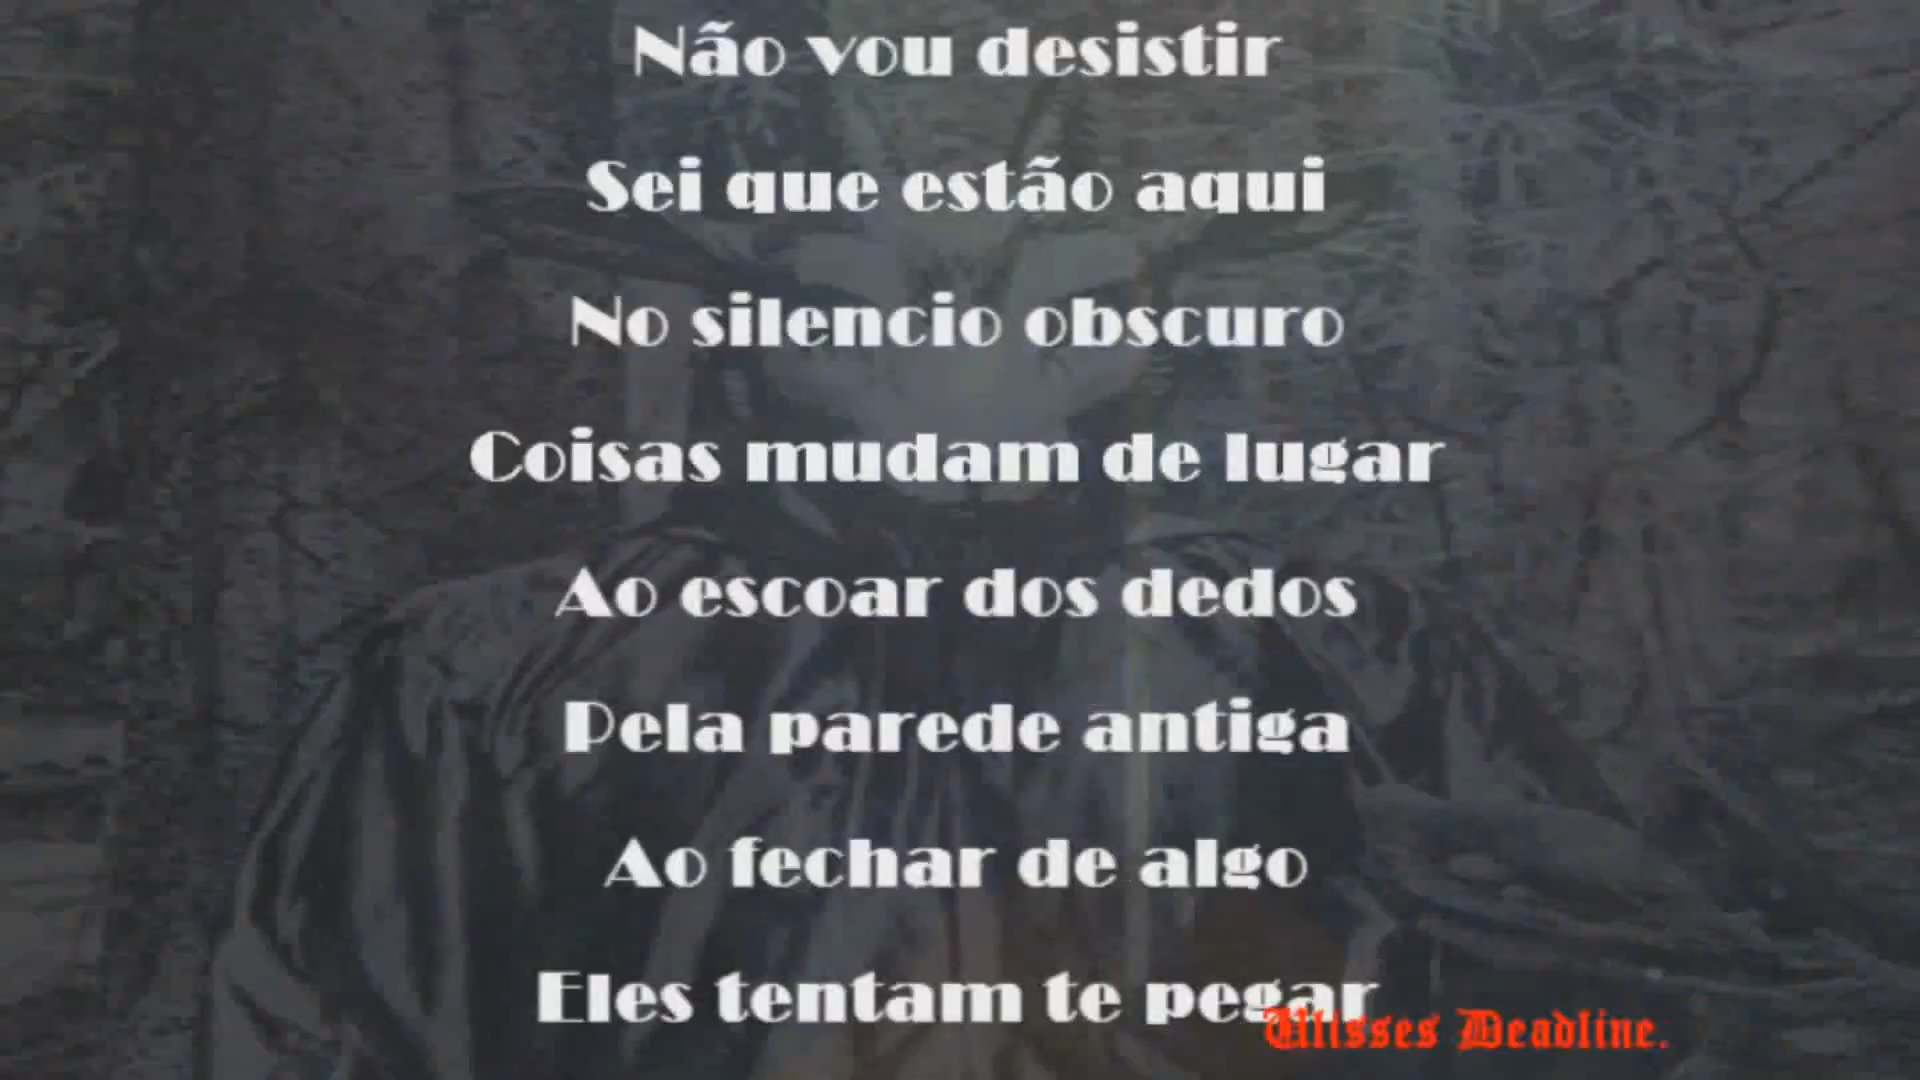 Não vou desistir
Sei que estão aqui
No silencio obscuro
Coisas mudam de lugar
Ao escoar dos dedos
Pela parede antiga
Ao fechar de algo
Eles tentam te pegar
Ulisses Deadline.